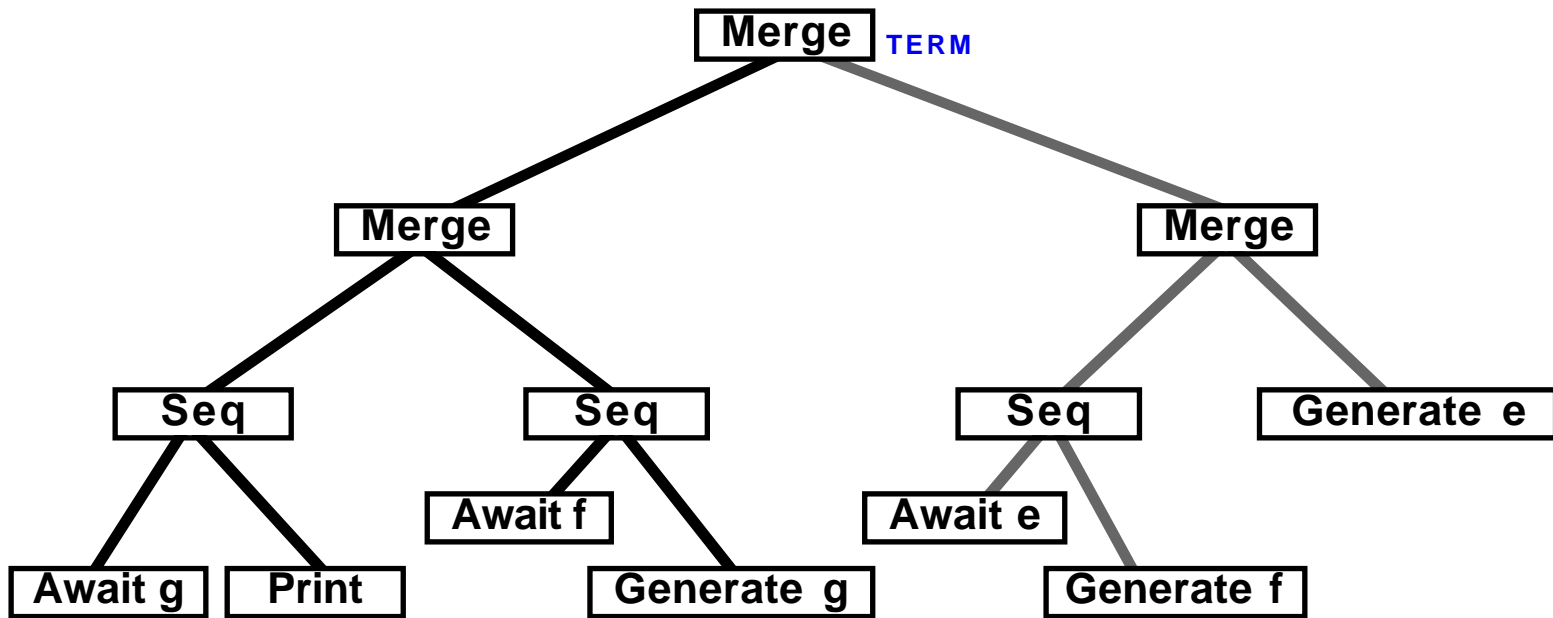 Merge TERM
Merge Merge
Seq Seq Seq Generate e
Await f Await e
Await g Print Generate g Generate f